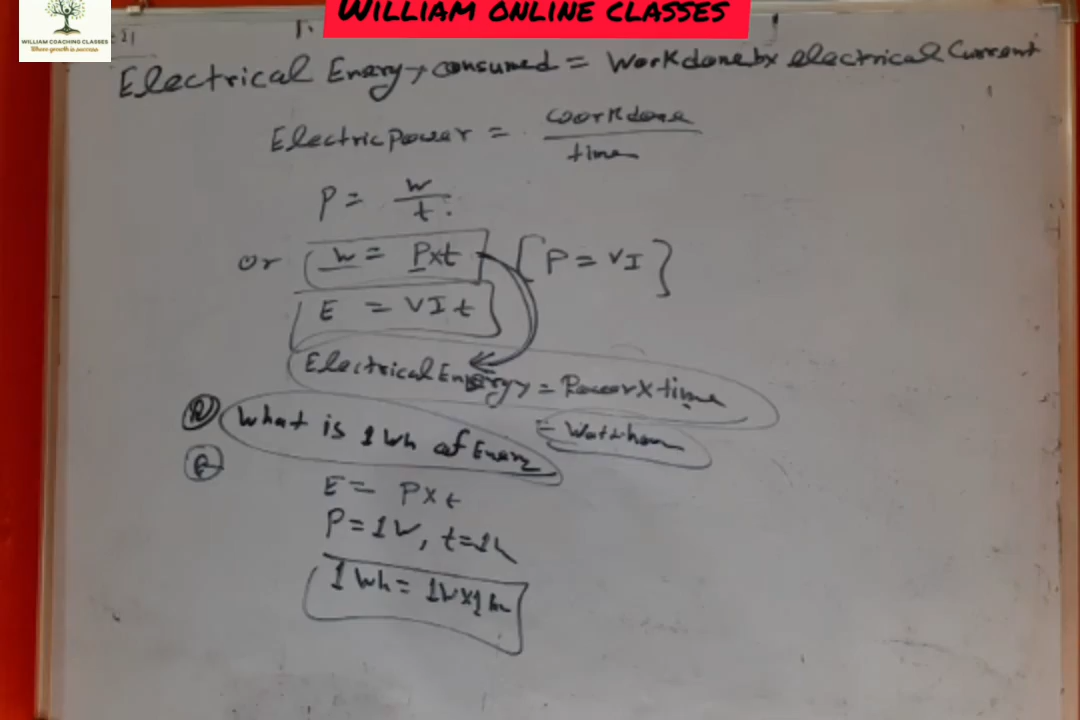 WILLIAM ONLINE CLASSES
WILLIAM COACHING CLASSES
Where growth is success
Electrical Energy consumed = Workdone by electrical Current
Electric Power = workdone / time
P = W / t.
or W = P×t [P = VI]
E = VIt
Electrical Energy = Power × time
= Watt-hour
Q What is 1 Wh of Energy
E = P×t
P = 1W, t = 1h
1 Wh = 1W×1h